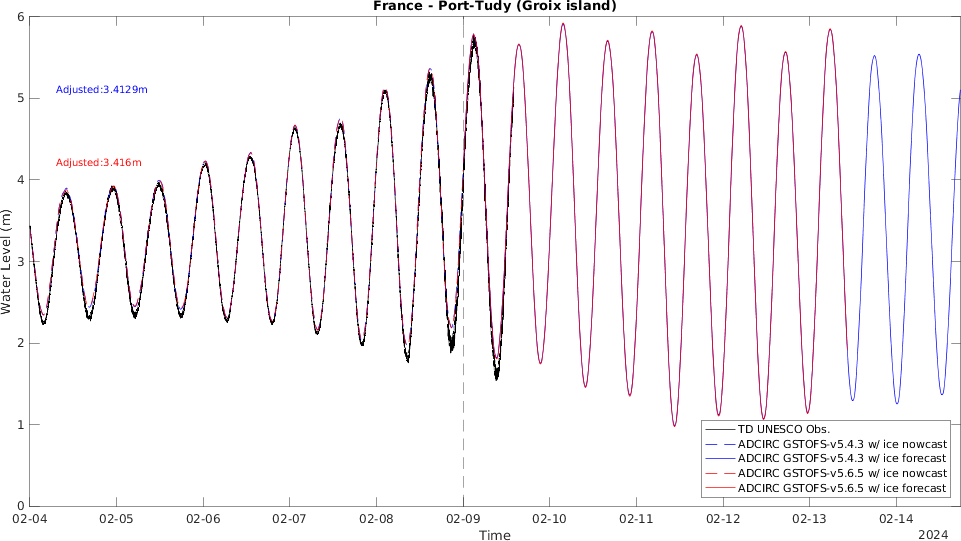 France - Port-Tudy (Groix island)
6
5
4
3
2
1
0
Water Level (m)
Adjusted:3.4129m
Adjusted:3.416m
TD UNESCO Obs.
ADCIRC GSTOFS-v5.4.3 w/ ice nowcast
ADCIRC GSTOFS-v5.4.3 w/ ice forecast
ADCIRC GSTOFS-v5.6.5 w/ ice nowcast
ADCIRC GSTOFS-v5.6.5 w/ ice forecast
02-04 02-05 02-06 02-07 02-08 02-09 02-10 02-11 02-12 02-13 02-14
Time
2024